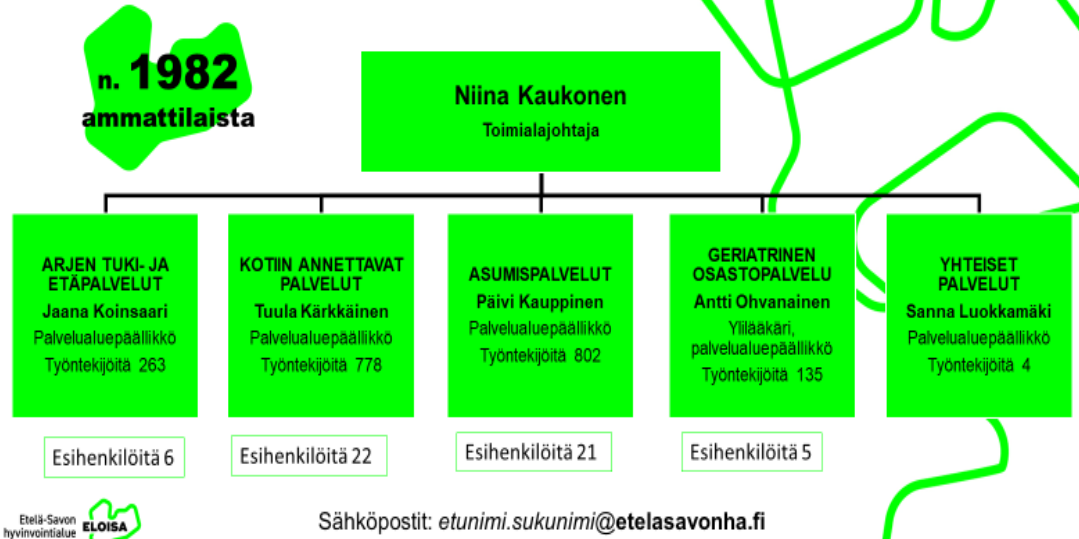 n. 1982
ammattilaista
Niina Kaukonen
Toimialajohtaja
ARJEN TUKI- JA
ETÄPALVELUT
Jaana Koinsaari
Palvelualuepäällikkö
Työntekijöitä 263
KOTIIN ANNETTAVAT
PALVELUT
Tuula Kärkkäinen
Palvelualuepäällikkö
Työntekijöitä 778
ASUMISPALVELUT
Päivi Kauppinen
Palvelualuepäällikkö
Työntekijöitä 802
GERIATRINEN
OSASTOPALVELU
Antti Ohvanainen
Ylilääkäri,
palvelualuepäällikkö
Työntekijöitä 135
YHTEISET
PALVELUT
Sanna Luokkamäki
Palvelualuepäällikkö
Työntekijöitä 4
Esihenkilöitä 6
Esihenkilöitä 22
Esihenkilöitä 21
Esihenkilöitä 5
Etelä-Savon
hyvinvointialue
ELOISA
Sähköpostit: etunimi.sukunimi@etelasavonha.fi